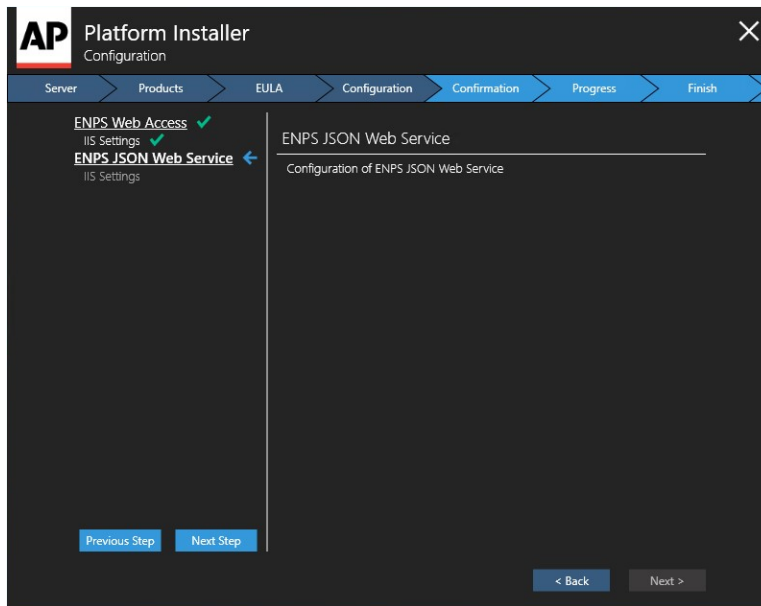 AP
Platform Installer
Configuration
Server Products EULA Configuration Confirmation Progress Finish
ENPS Web Access
IIS Settings
ENPS JSON Web Service
IIS Settings
ENPS JSON Web Service
Configuration of ENPS JSON Web Service
Previous Step Next Step
< Back Next >